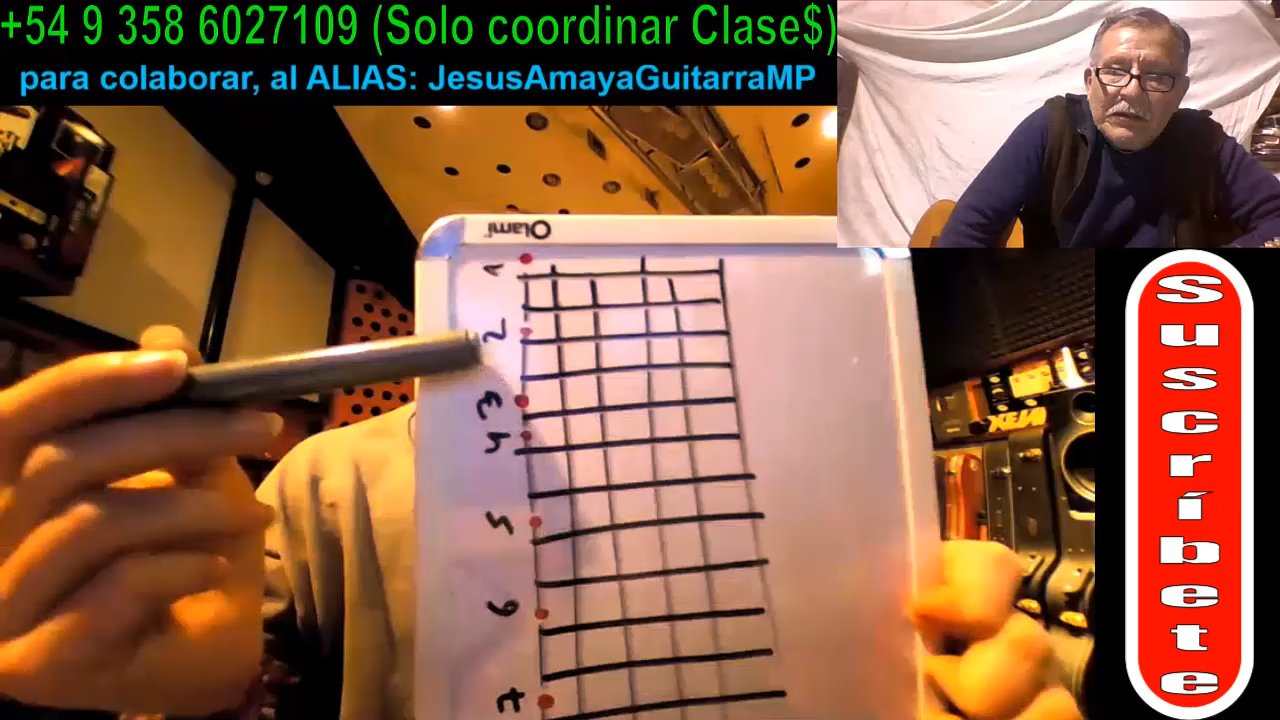 +54 9 358 6027109 (Solo coordinar Clase$)
para colaborar, al ALIAS: JesusAmayaGuitarraMP
Olami
1
2
3
4
5
6
7
Suscríbete